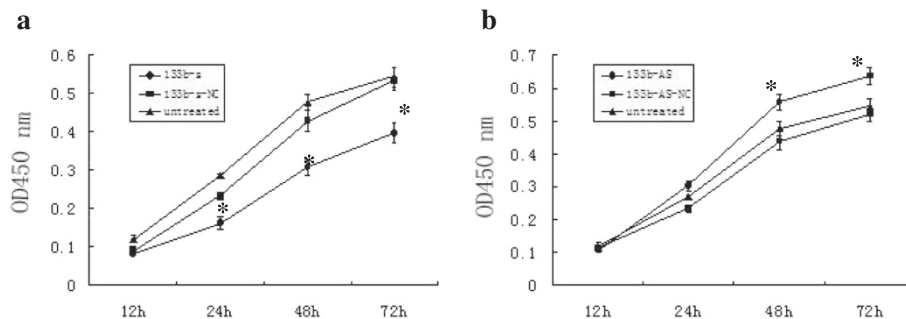 a
0.6
0.5
0.4
0.3
0.2
0.1
0
OD450 nm
133b-s
133b-s-NC
untreated
*
*
*
12h 24h 48h 72h
b
0.7
0.6
0.5
0.4
0.3
0.2
0.1
0
OD450 nm
133b-AS
133b-AS-NC
untreated
*
*
12h 24h 48h 72h